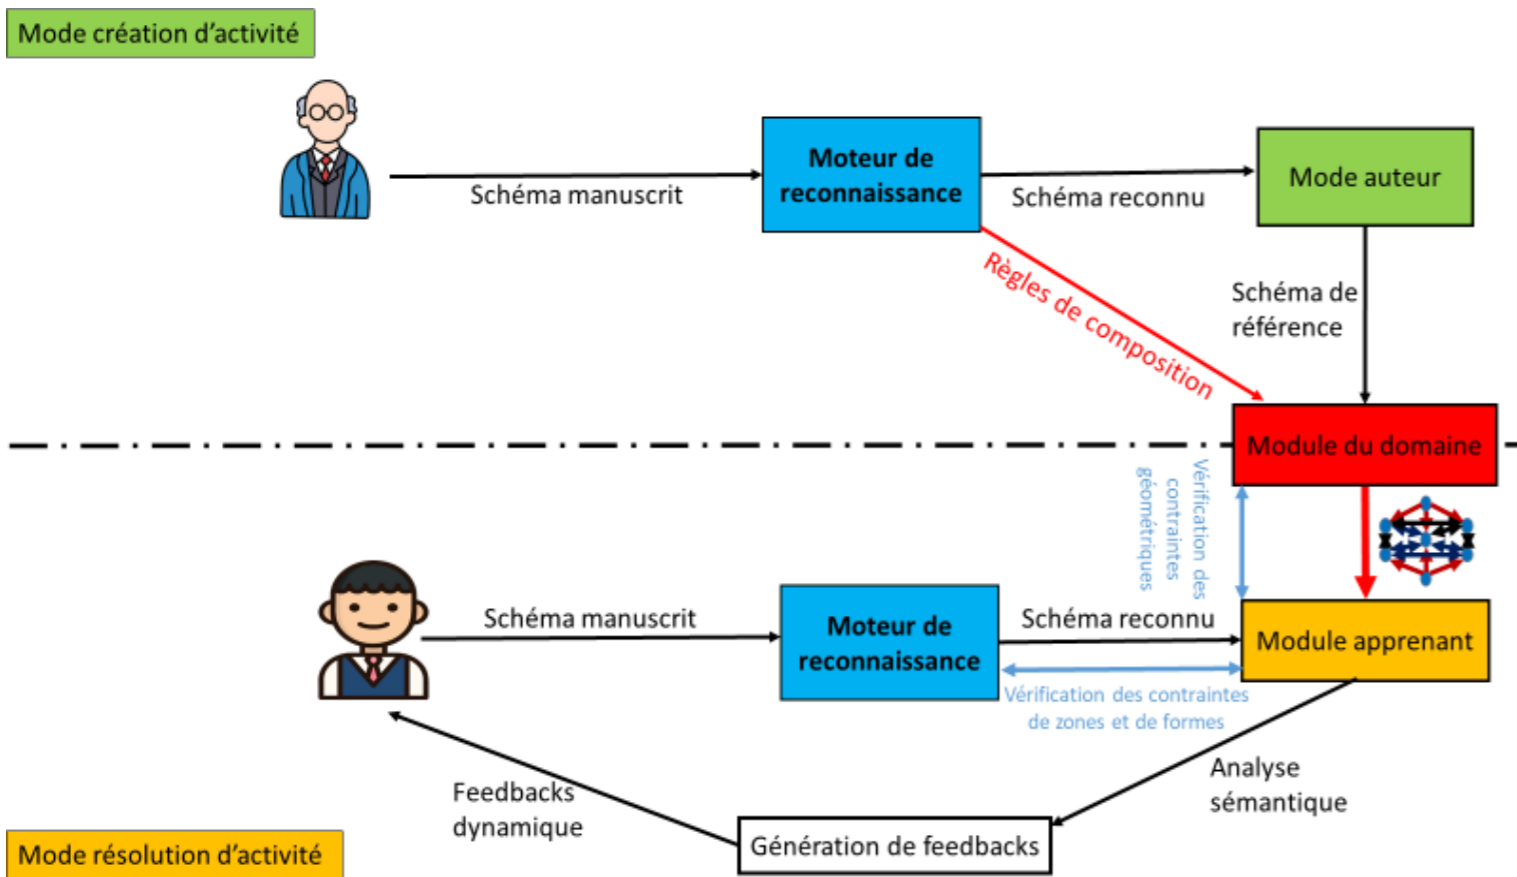 Mode création d'activité
Schéma manuscrit
Moteur de
reconnaissance
Schéma reconnu
Mode auteur
Règles de composition
Schéma de
référence
Module du domaine
Vérification des
contraintes
géométriques
Schéma manuscrit
Moteur de
reconnaissance
Schéma reconnu
Module apprenant
Vérification des contraintes
de zones et de formes
Analyse
sémantique
Feedbacks
dynamique
Génération de feedbacks
Mode résolution d'activité